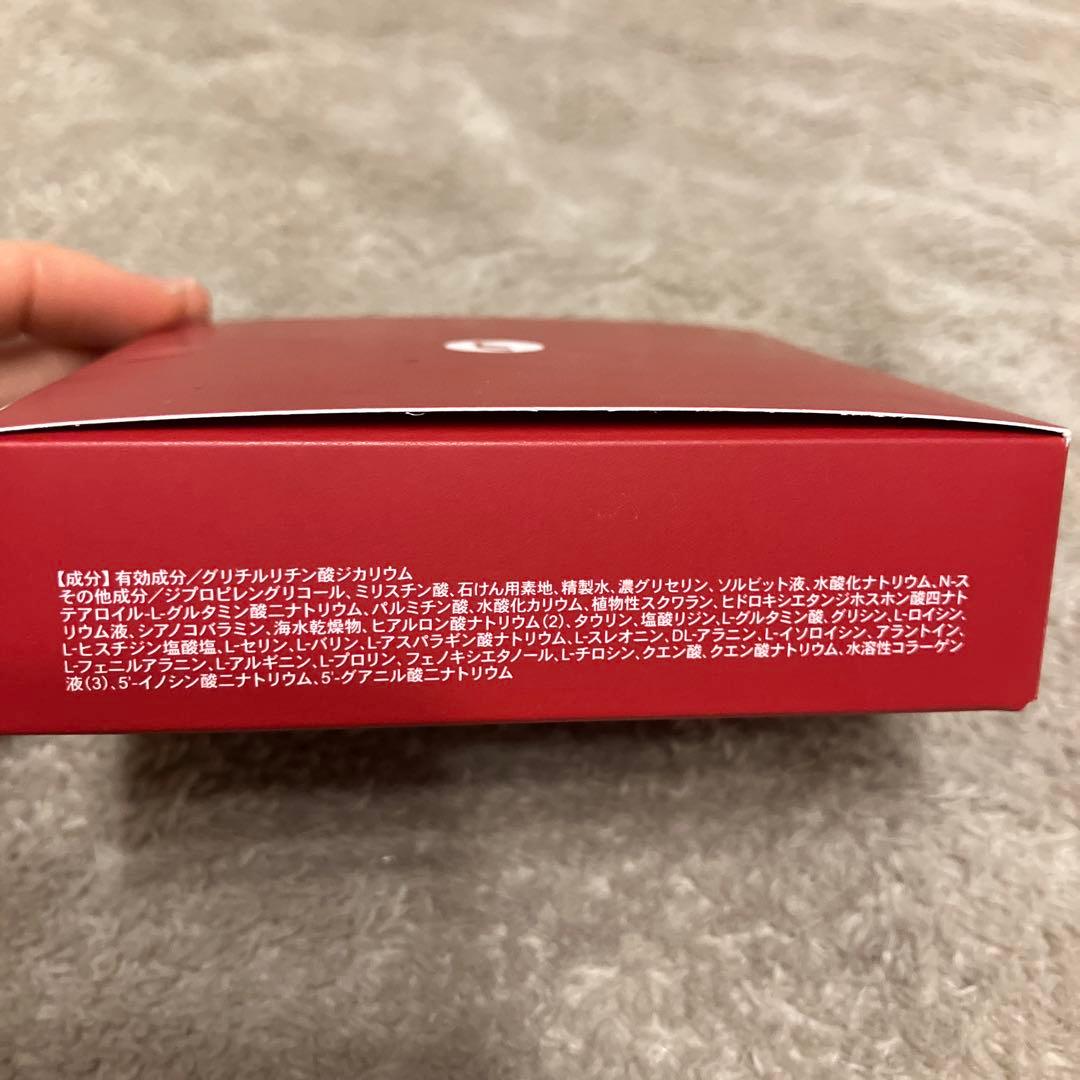 【成分】有効成分／グリチルリチン酸ジカリウム
その他成分／ジプロピレングリコール、ミリスチン酸、石けん用素地、精製水、濃グリセリン、ソルビット液、水酸化ナトリウム、N-ス
テアロイル-L-グルタミン酸二ナトリウム、パルミチン酸、水酸化カリウム、植物性スクワラン、ヒドロキシエタンジホスホン酸四ナト
リウム液、シアノコバラミン、海水乾燥物、ヒアルロン酸ナトリウム（2）、タウリン、塩酸リジン、L-グルタミン酸、グリシン、L-ロイシン、
L-ヒスチジン塩酸塩、L-セリン、L-バリン、L-アスパラギン酸ナトリウム、L-スレオニン、DL-アラニン、L-イソロイシン、アラントイン、
L-フェニルアラニン、L-アルギニン、L-プロリン、フェノキシエタノール、L-チロシン、クエン酸、クエン酸ナトリウム、水溶性コラーゲン
液（3）、5'-イノシン酸二ナトリウム、5'-グアニル酸二ナトリウム